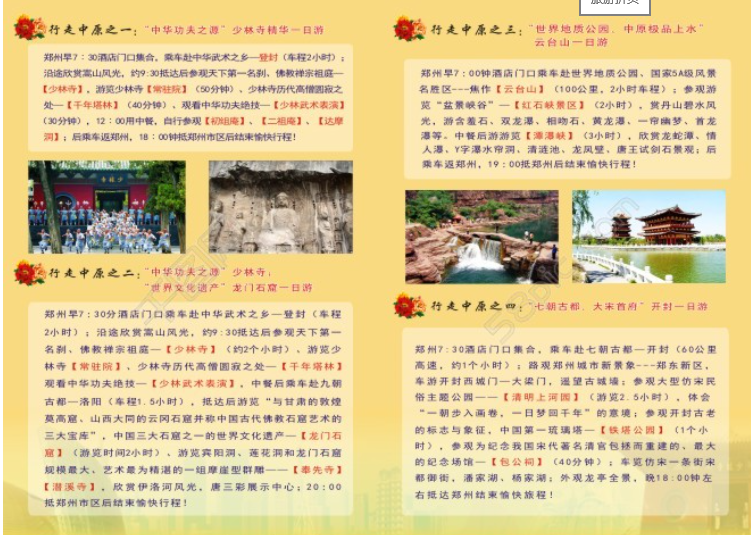 旅游折页
行走中原之一：“中华功夫之源”少林寺精华一日游
郑州早7：30酒店门口集合，乘车赴中华武术之乡—登封（车程2小时）；
沿途欣赏嵩山风光，约9:30抵达后参观天下第一名刹、佛教禅宗祖庭—
【少林寺】，游览少林寺【常驻院】（50分钟）、少林寺历代高僧圆寂之
处—【千年塔林】（40分钟）、观看中华功夫绝技—【少林武术表演】
(30分钟），12：00用中餐，自行参观【初祖庵】、【二祖庵】、【达摩
洞】；后乘车返郑州，18：00钟抵郑州市区后结束愉快行程！
少林寺
行走中原之二：“中华功夫之源”少林寺；
“世界文化遗产”龙门石窟一日游
郑州早7：30分酒店门口乘车赴中华武术之乡—登封（车程
2小时）；沿途欣赏嵩山风光，约9:30抵达后参观天下第一
名刹、佛教禅宗祖庭—【少林寺】（约2个小时）、游览少
林寺【常驻院】、少林寺历代高僧圆寂之处—【千年塔林】
观看中华功夫绝技—【少林武术表演】，中餐后乘车赴九朝
古都—洛阳（车程1.5小时），抵达后游览“与甘肃的敦煌
莫高窟、山西大同的云冈石窟并称中国古代佛教石窟艺术的
三大宝库”，中国三大石窟之一的世界文化遗产—【龙门石
窟】（游览时间2小时）、游览宾阳洞、莲花洞和龙门石窟
规模最大、艺术最为精湛的一组摩崖型群雕——【奉先寺】
【潜溪寺】，欣赏伊洛河风光，唐三彩展示中心；20:00
抵郑州市区后结束愉快行程！
行走中原之三：“世界地质公园，中原极品上水”
云台山一日游
郑州早7：00钟酒店门口乘车赴世界地质公园、国家5A级风景
名胜区---焦作【云台山】（100公里，2小时车程）；参观游
览“盆景峡谷”—【红石峡景区】（2小时），赏丹山碧水风
光，游含羞石、双龙瀑、相吻石、黄龙瀑、一帘幽梦、首龙
瀑等。中餐后游游览【潭瀑峡】（3小时），欣赏龙蛇潭、情
人瀑、Y字瀑水帘洞、清涟池、龙凤壁、唐王试剑石景观；后
乘车返郑州，19：00抵郑州后结束愉快行程！
行走中原之四：“七朝古都，大宋首府”开封一日游
郑州7:30酒店门口集合，乘车赴七朝古都—开封（60公里
高速，约1个小时）；路观郑州城市新景象---郑东新区，
车游开封西城门—大梁门，遥望古城墙；参观大型仿宋民
俗主题公园——【清明上河园】（游览2.5小时），体会
“一朝步入画卷，一日梦回千年”的意境；参观开封古老
的标志与象征，中国第一琉璃塔—【铁塔公园】（1个小
时），参观为纪念我国宋代著名清官包拯而重建的、最大
的纪念场馆—【包公祠】（40分钟）；车览仿宋一条街宋
都御街，潘家湖、杨家湖；外观龙亭全景，晚18:00钟左
右抵达郑州结束愉快旅程！